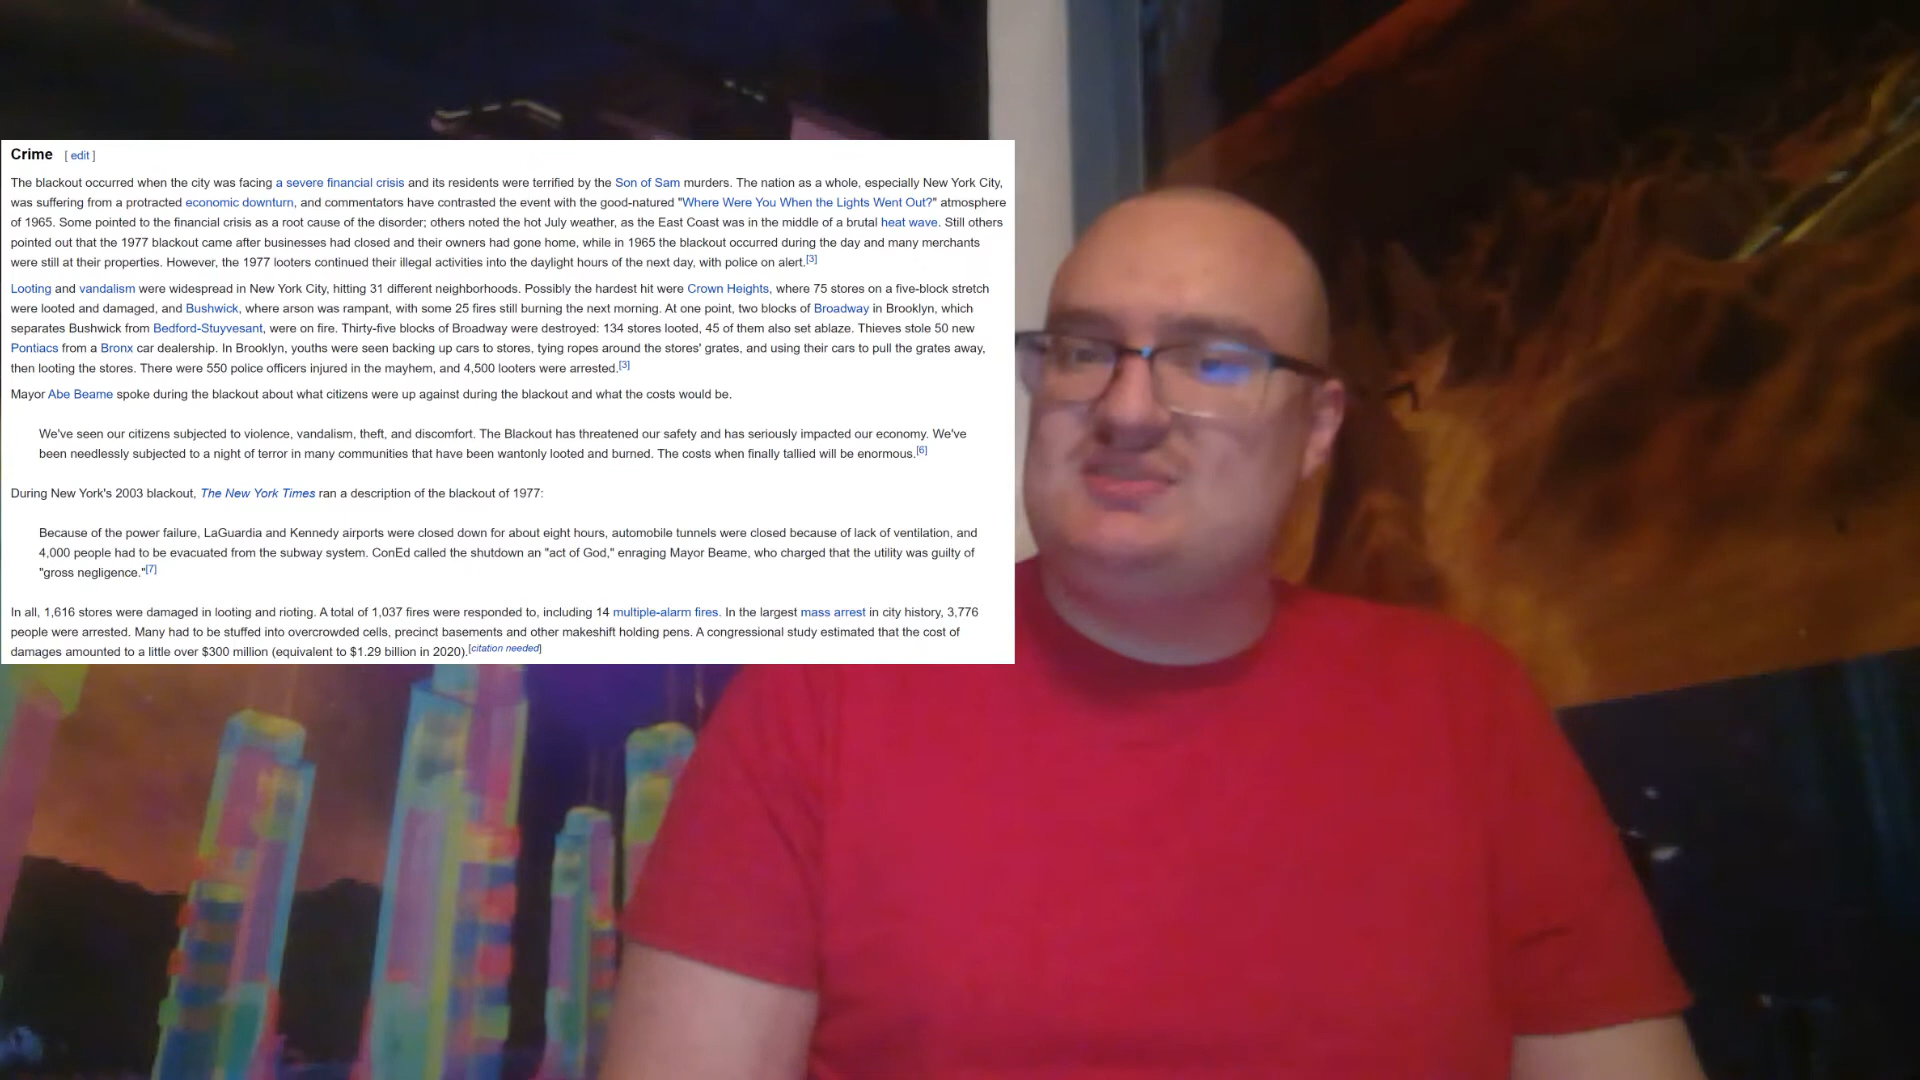 Crime [ edit ]
The blackout occurred when the city was facing a severe financial crisis and its residents were terrified by the Son of Sam murders. The nation as a whole, especially New York City,
was suffering from a protracted economic downturn, and commentators have contrasted the event with the good-natured "Where Were You When the Lights Went Out?" atmosphere
of 1965. Some pointed to the financial crisis as a root cause of the disorder; others noted the hot July weather, as the East Coast was in the middle of a brutal heat wave. Still others
pointed out that the 1977 blackout came after businesses had closed and their owners had gone home, while in 1965 the blackout occurred during the day and many merchants
were still at their properties. However, the 1977 looters continued their illegal activities into the daylight hours of the next day, with police on alert.[3]
Looting and vandalism were widespread in New York City, hitting 31 different neighborhoods. Possibly the hardest hit were Crown Heights, where 75 stores on a five-block stretch
were looted and damaged, and Bushwick, where arson was rampant, with some 25 fires still burning the next morning. At one point, two blocks of Broadway in Brooklyn, which
separates Bushwick from Bedford-Stuyvesant, were on fire. Thirty-five blocks of Broadway were destroyed: 134 stores looted, 45 of them also set ablaze. Thieves stole 50 new
Pontiacs from a Bronx car dealership. In Brooklyn, youths were seen backing up cars to stores, tying ropes around the stores' grates, and using their cars to pull the grates away,
then looting the stores. There were 550 police officers injured in the mayhem, and 4,500 looters were arrested.[3]
Mayor Abe Beame spoke during the blackout about what citizens were up against during the blackout and what the costs would be.
We've seen our citizens subjected to violence, vandalism, theft, and discomfort. The Blackout has threatened our safety and has seriously impacted our economy. We've
been needlessly subjected to a night of terror in many communities that have been wantonly looted and burned. The costs when finally tallied will be enormous.[6]
During New York's 2003 blackout, The New York Times ran a description of the blackout of 1977:
Because of the power failure, LaGuardia and Kennedy airports were closed down for about eight hours, automobile tunnels were closed because of lack of ventilation, and
4,000 people had to be evacuated from the subway system. ConEd called the shutdown an "act of God," enraging Mayor Beame, who charged that the utility was guilty of
"gross negligence."[7]
In all, 1,616 stores were damaged in looting and rioting. A total of 1,037 fires were responded to, including 14 multiple-alarm fires. In the largest mass arrest in city history, 3,776
people were arrested. Many had to be stuffed into overcrowded cells, precinct basements and other makeshift holding pens. A congressional study estimated that the cost of
damages amounted to a little over $300 million (equivalent to $1.29 billion in 2020).[citation needed]